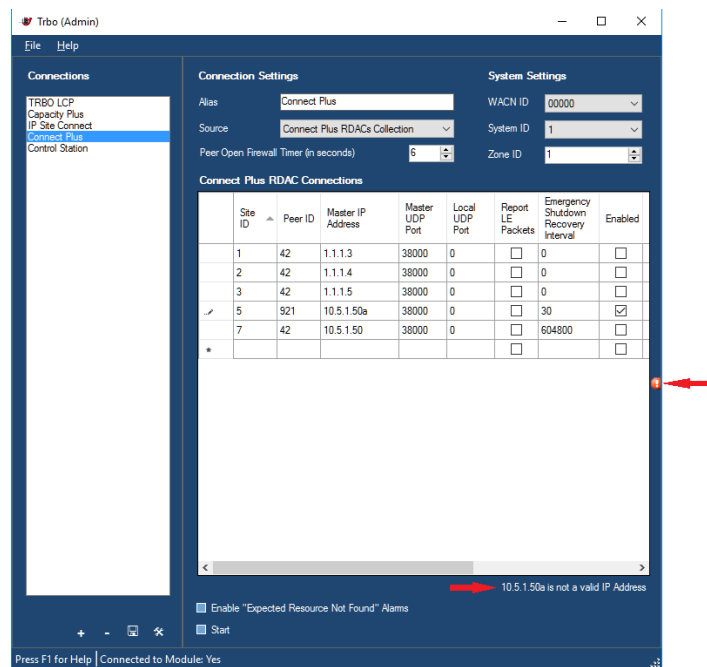 Trbo (Admin)
File Help
Connections
TRBO LCP
Capacity Plus
IP Site Connect
Connect Plus
Control Station
Connection Settings
System Settings
Alias Connect Plus
WACN ID 00000
Source Connect Plus RDACs Collection
System ID 1
Peer Open Firewall Timer (in seconds) 6
Zone ID 1
Connect Plus RDAC Connections
Site ID Peer ID Master IP Address Master UDP Port Local UDP Port Report LE Packets Emergency Shutdown Recovery Interval Enabled
1 42 1.1.1.3 38000 0 0
2 42 1.1.1.4 38000 0 0
3 42 1.1.1.5 38000 0 0
5 921 10.5.1.50a 38000 0 30
7 42 10.5.1.50 38000 0 604800
10.5.1.50a is not a valid IP Address
Enable "Expected Resource Not Found" Alarms
Start
Press F1 for Help Connected to Module: Yes